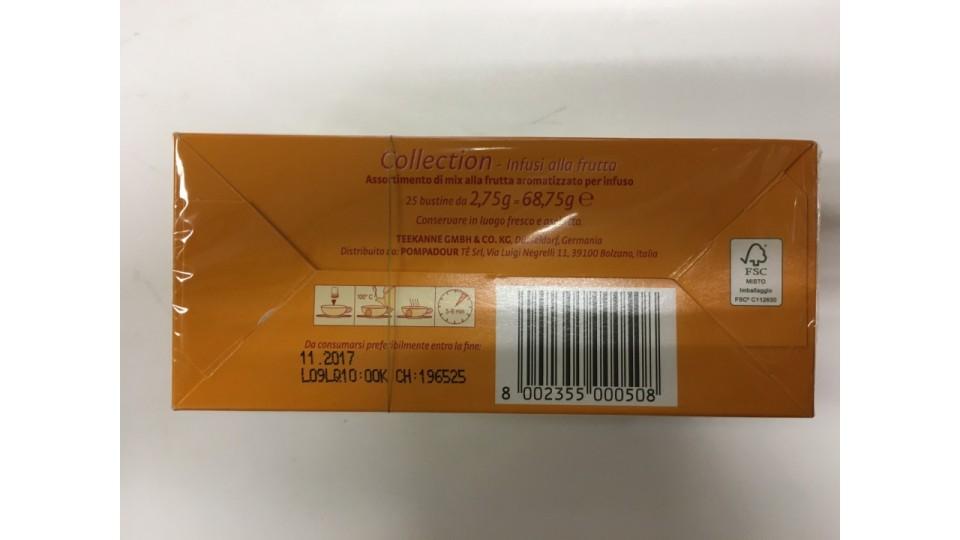 Collection - Infusi alla frutta
Assortimento di mix alla frutta aromatizzato per infuso
25 bustine da 2,75g = 68,75g ℮
Conservare in luogo fresco e asciutto
TEEKANNE GMBH & CO. KG, Düsseldorf, Germania
Distribuito da: POMPADOUR TÈ Srl, Via Luigi Negrelli 11, 39100 Bolzano, Italia
FSC
MISTO
Imballaggio
FSC® C112630
100° C
5-8 min
Da consumarsi preferibilmente entro la fine:
11.2017
L09LQ10:00K CH:196525
8 002355 000508